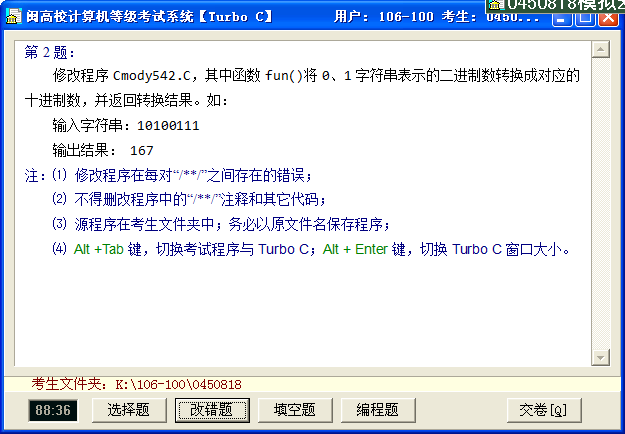 0450818模拟
闽高校计算机等级考试系统【Turbo C】 用户: 106-100 考生: 0450...
第 2 题:
修改程序 Cmody542.C，其中函数 fun()将 0、1 字符串表示的二进制数转换成对应的
十进制数，并返回转换结果。如:
输入字符串: 10100111
输出结果: 167
注: ⑴ 修改程序在每对“/**/”之间存在的错误；
⑵ 不得删改程序中的“/**/”注释和其它代码；
⑶ 源程序在考生文件夹中；务必以原文件名保存程序；
⑷ Alt +Tab 键，切换考试程序与 Turbo C；Alt + Enter 键，切换 Turbo C 窗口大小。
考生文件夹: K:\106-100\0450818
88:36 选择题 改错题 填空题 编程题 交卷[Q]